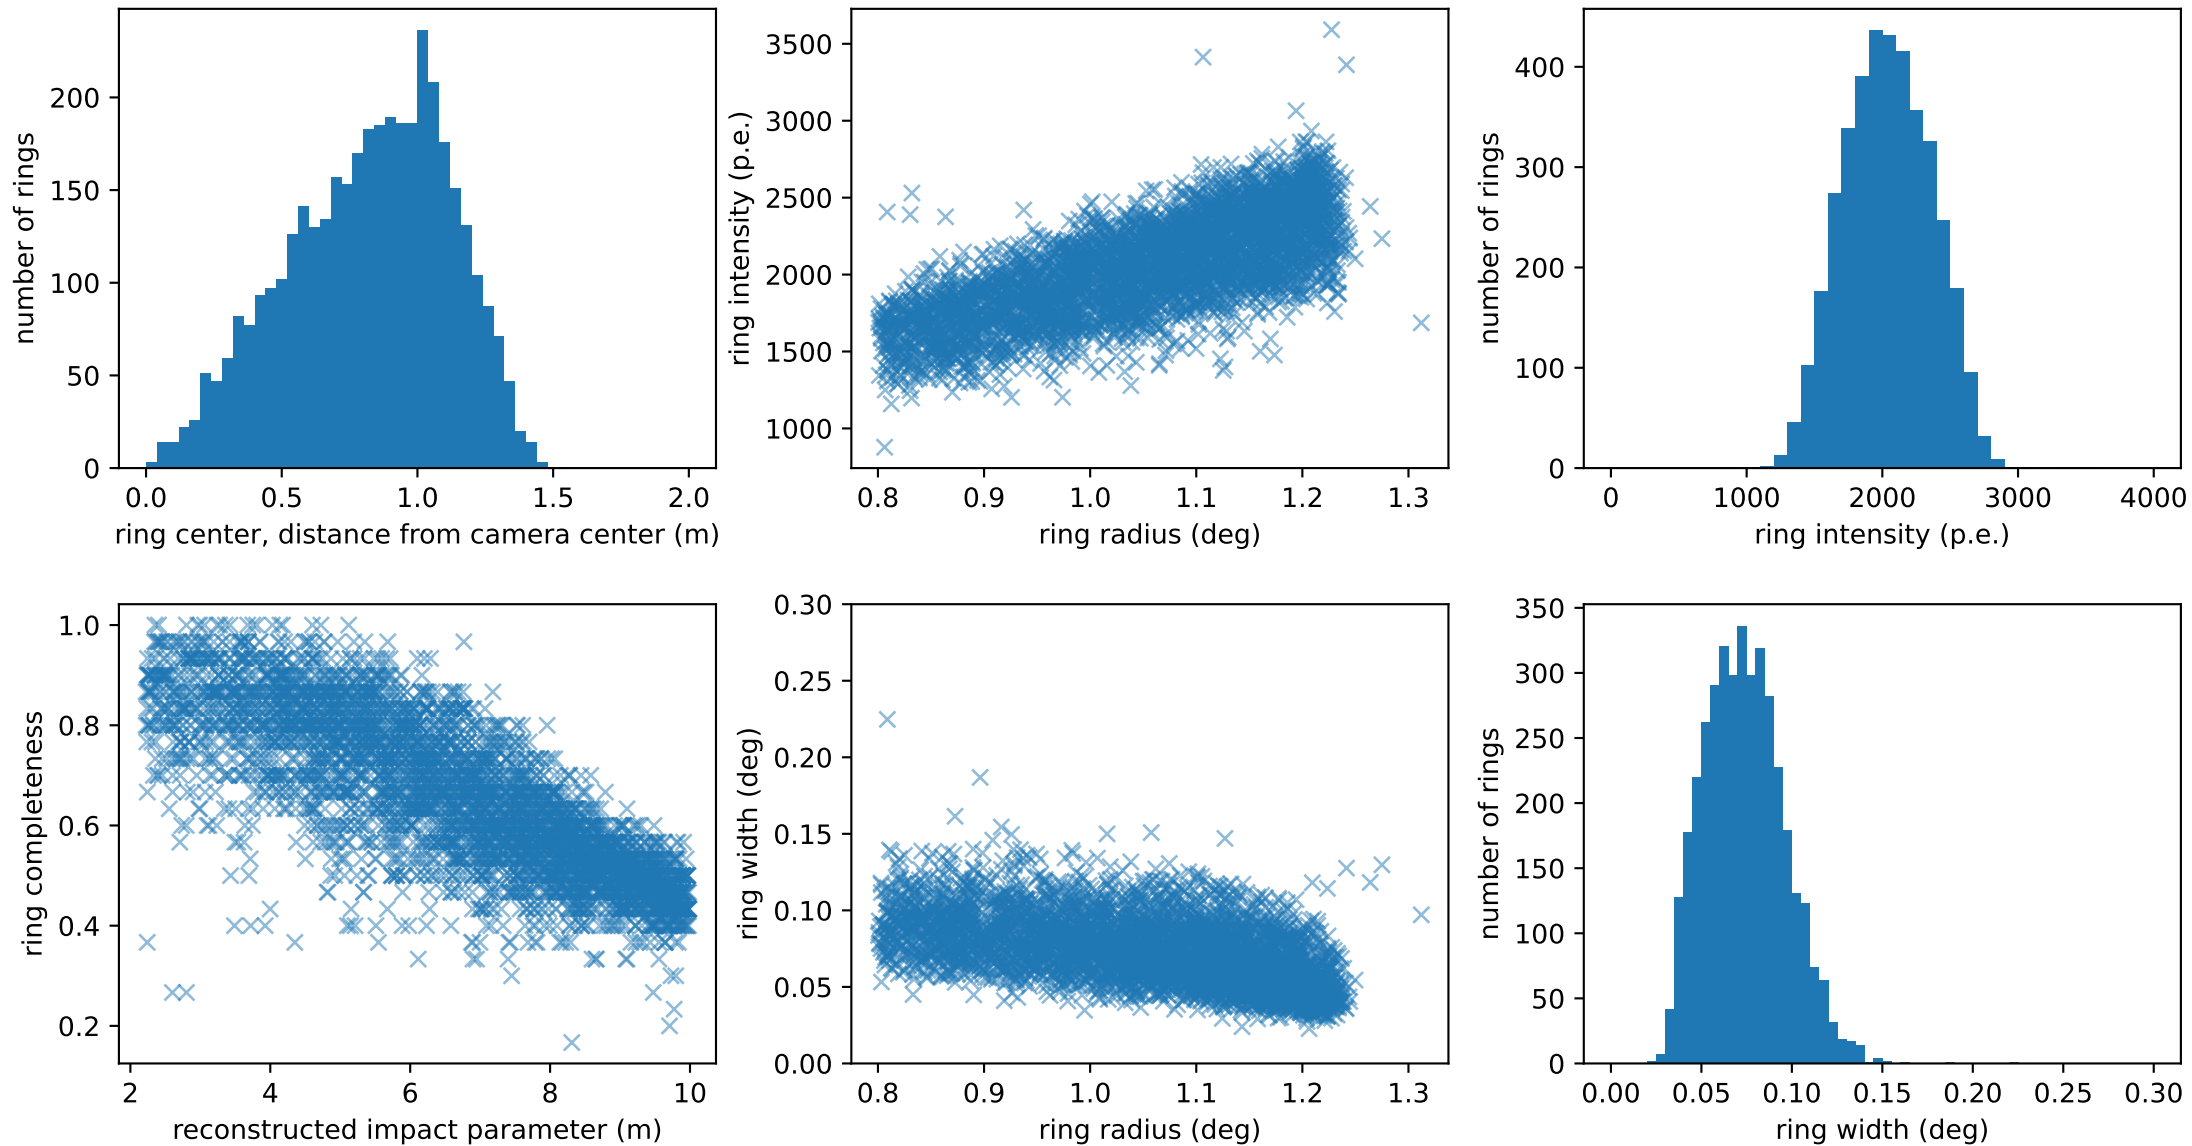 number of rings
200
150
100
50
0
0.0 0.5 1.0 1.5 2.0
ring center, distance from camera center (m)
ring intensity (p.e.)
3500
3000
2500
2000
1500
1000
0.8 0.9 1.0 1.1 1.2 1.3
ring radius (deg)
number of rings
400
300
200
100
0
0 1000 2000 3000 4000
ring intensity (p.e.)
ring completeness
1.0
0.8
0.6
0.4
0.2
2 4 6 8 10
reconstructed impact parameter (m)
ring width (deg)
0.30
0.25
0.20
0.15
0.10
0.05
0.00
0.8 0.9 1.0 1.1 1.2 1.3
ring radius (deg)
number of rings
350
300
250
200
150
100
50
0
0.00 0.05 0.10 0.15 0.20 0.25 0.30
ring width (deg)